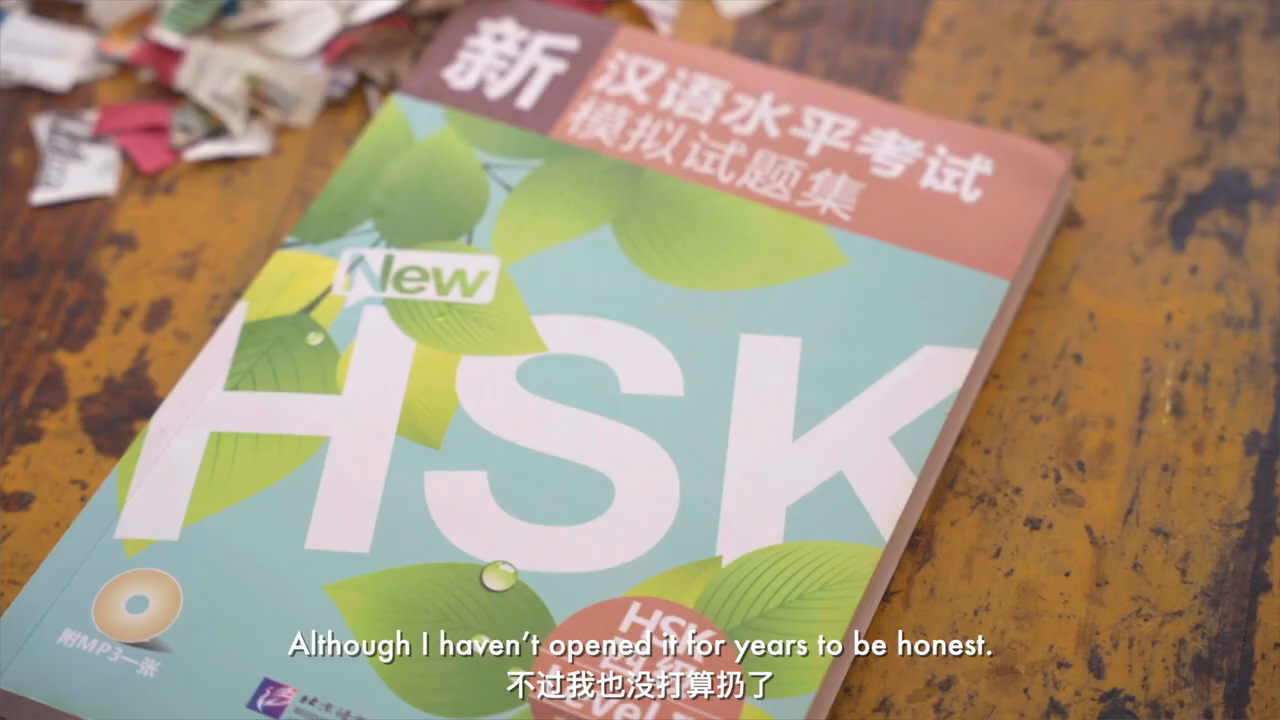 新
汉语水平考试
模拟试题集
New
HSK
附MP3一张
HSK
Level
Although I haven't opened it for years to be honest.
不过我也没打算扔了